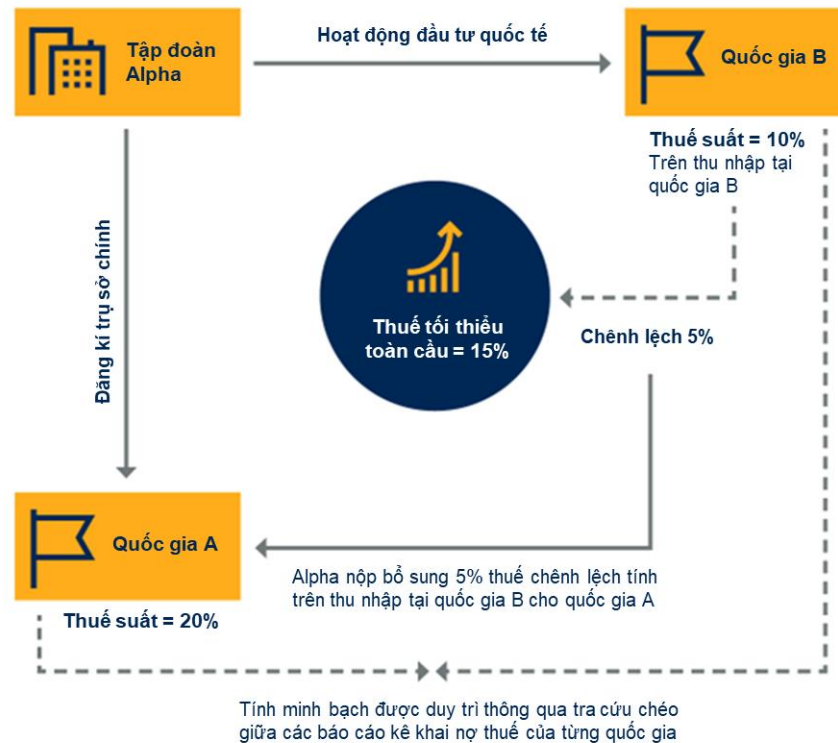 Tập đoàn
Alpha
Hoạt động đầu tư quốc tế
Quốc gia B
Thuế suất = 10%
Trên thu nhập tại
quốc gia B
Đăng kí trụ sở chính
Thuế tối thiểu
toàn cầu = 15%
Chênh lệch 5%
Quốc gia A
Alpha nộp bổ sung 5% thuế chênh lệch tính
trên thu nhập tại quốc gia B cho quốc gia A
Thuế suất = 20%
Tính minh bạch được duy trì thông qua tra cứu chéo
giữa các báo cáo kê khai nợ thuế của từng quốc gia